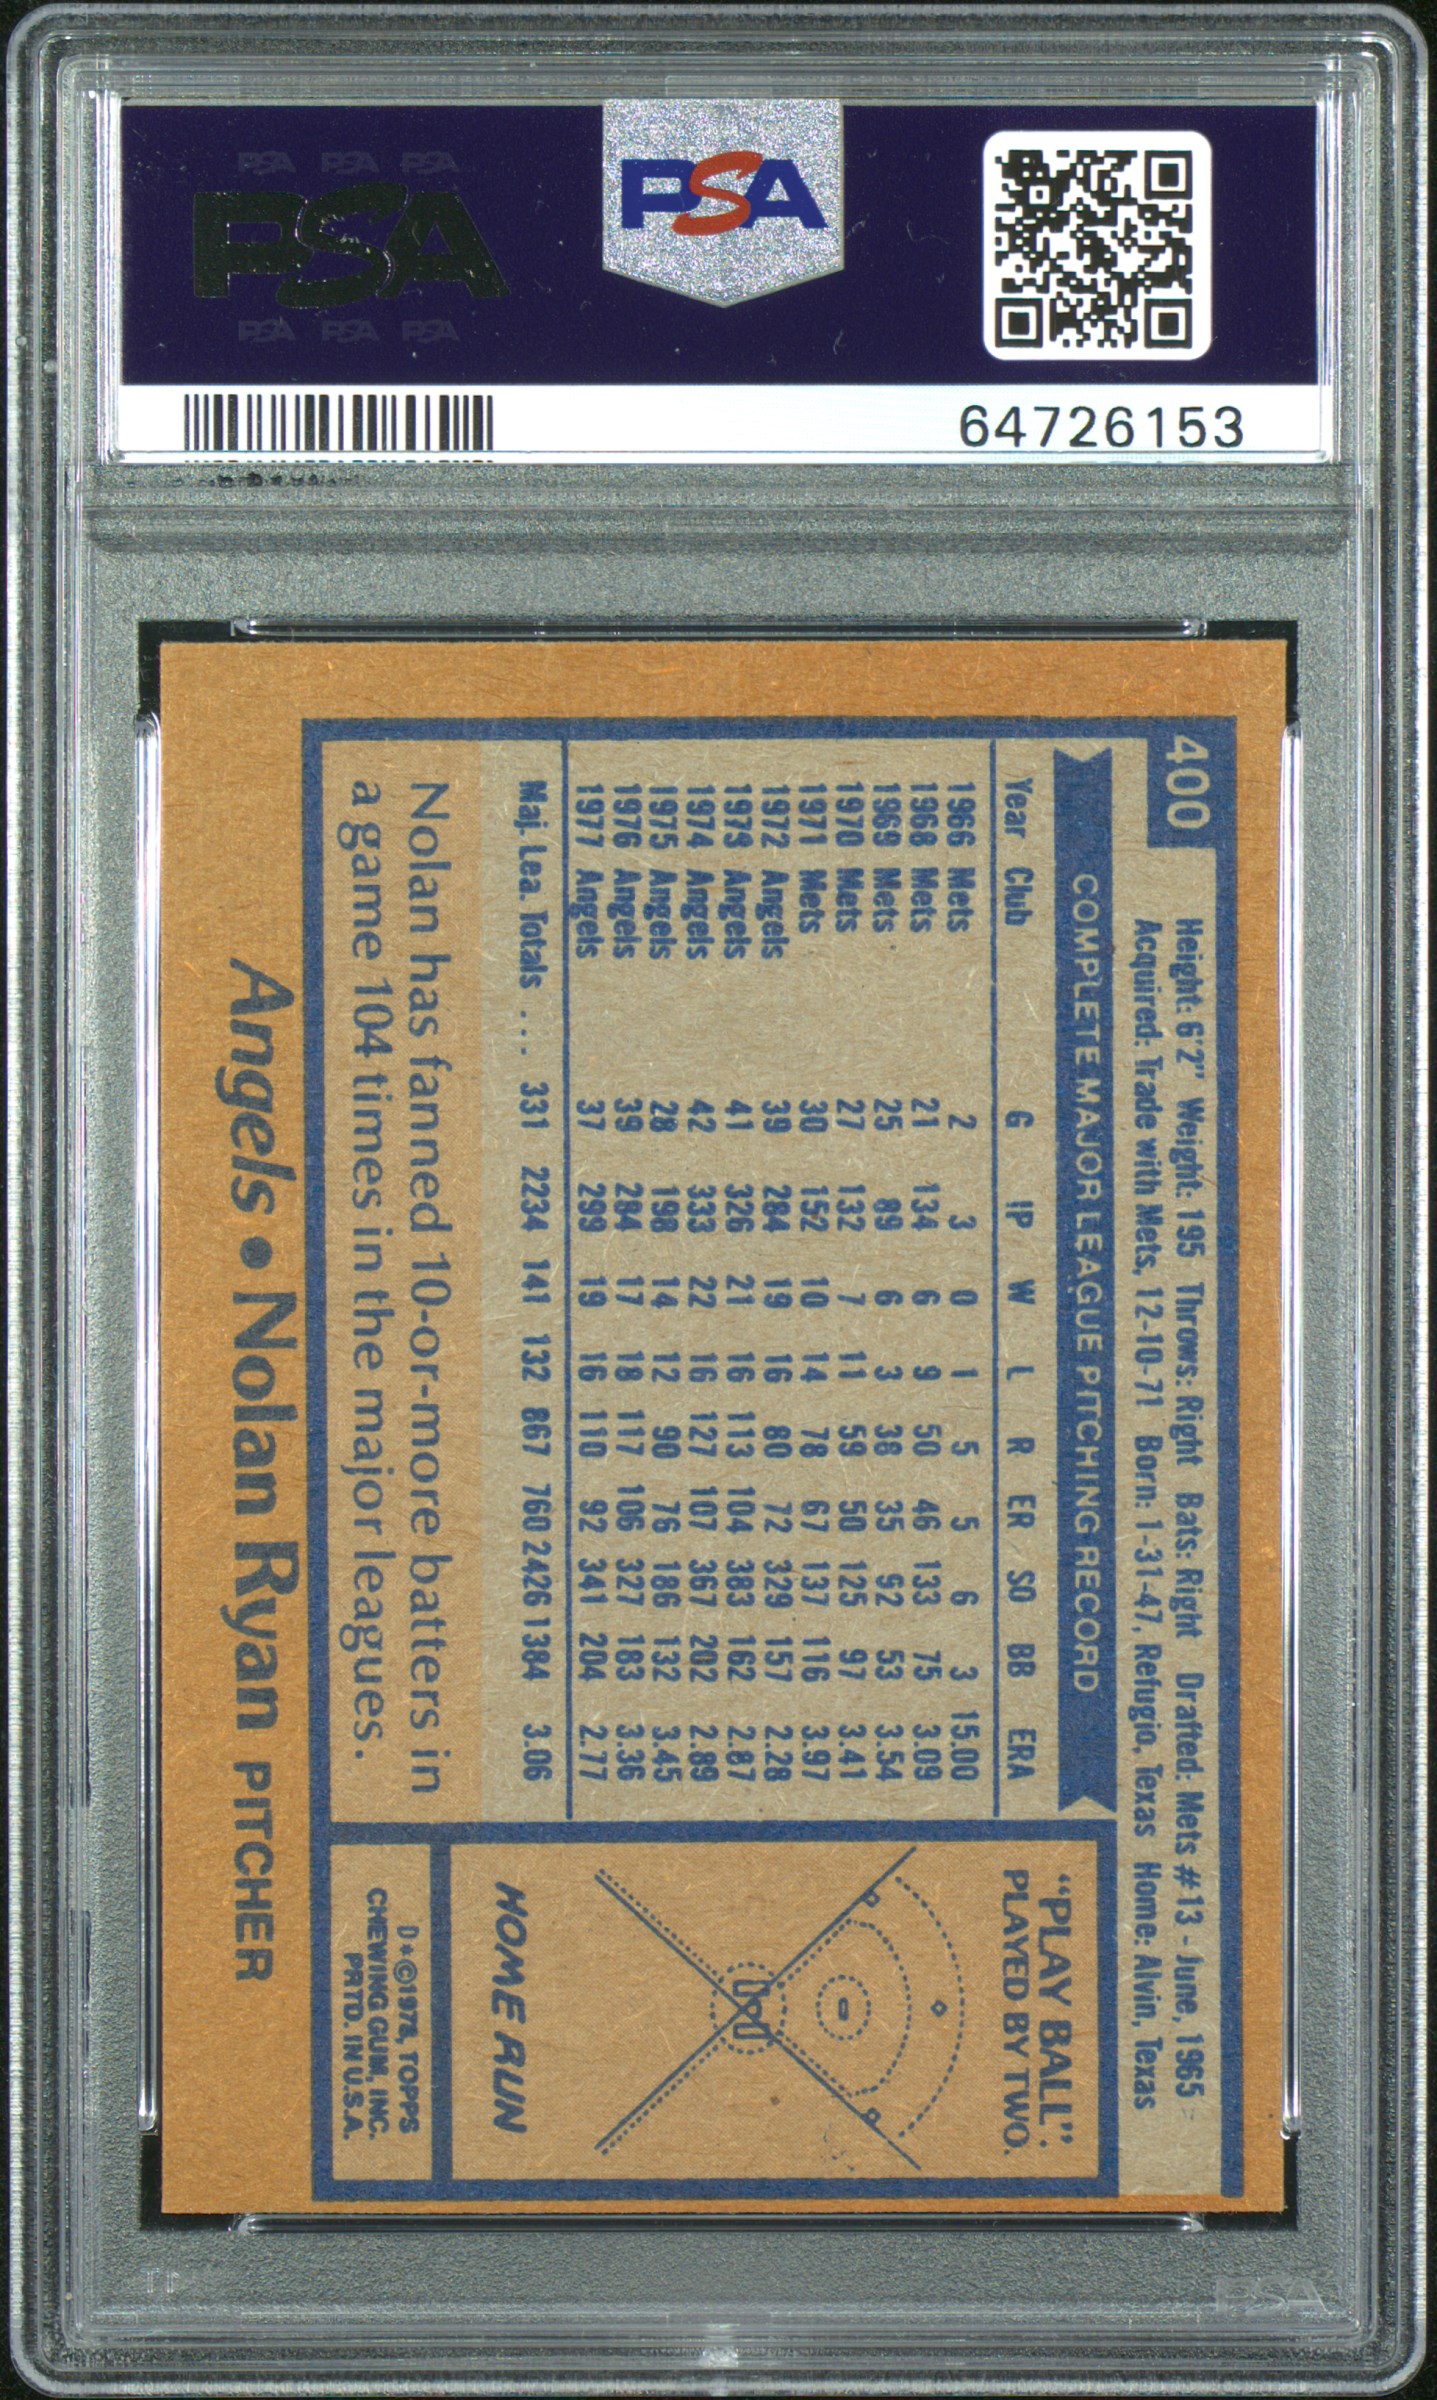 PSA PSA PSA
PSA
PSA PSA PSA
PSA
64726153
400
Height: 6'2" Weight: 195 Throws: Right Bats: Right Drafted: Mets #13 - June, 1965
Acquired: Trade with Mets, 12-10-71 Born: 1-31-47, Refugio, Texas Home: Alvin, Texas
COMPLETE MAJOR LEAGUE PITCHING RECORD
Year Club G IP W L R ER SO BB ERA
1966 Mets 2 3 0 1 5 5 6 3 15.00
1968 Mets 21 134 6 9 50 46 133 75 3.09
1969 Mets 25 89 6 3 38 35 92 53 3.54
1970 Mets 27 132 7 11 59 50 125 97 3.41
1971 Mets 30 152 10 14 78 67 137 116 3.97
1972 Angels 39 284 19 16 80 72 329 157 2.28
1973 Angels 41 326 21 16 113 104 383 162 2.87
1974 Angels 42 333 22 16 127 107 367 202 2.89
1975 Angels 28 198 14 12 90 76 186 132 3.45
1976 Angels 39 284 17 18 117 106 327 183 3.36
1977 Angels 37 299 19 16 110 92 341 204 2.77
Maj. Lea. Totals ... 331 2234 141 132 867 760 2426 1384 3.06
Nolan has fanned 10-or-more batters in
a game 104 times in the major leagues.
"PLAY BALL":
PLAYED BY TWO.
HOME RUN
D*©1978, TOPPS
CHEWING GUM, INC.
PRTD. IN U.S.A.
Angels • Nolan Ryan PITCHER
PSA